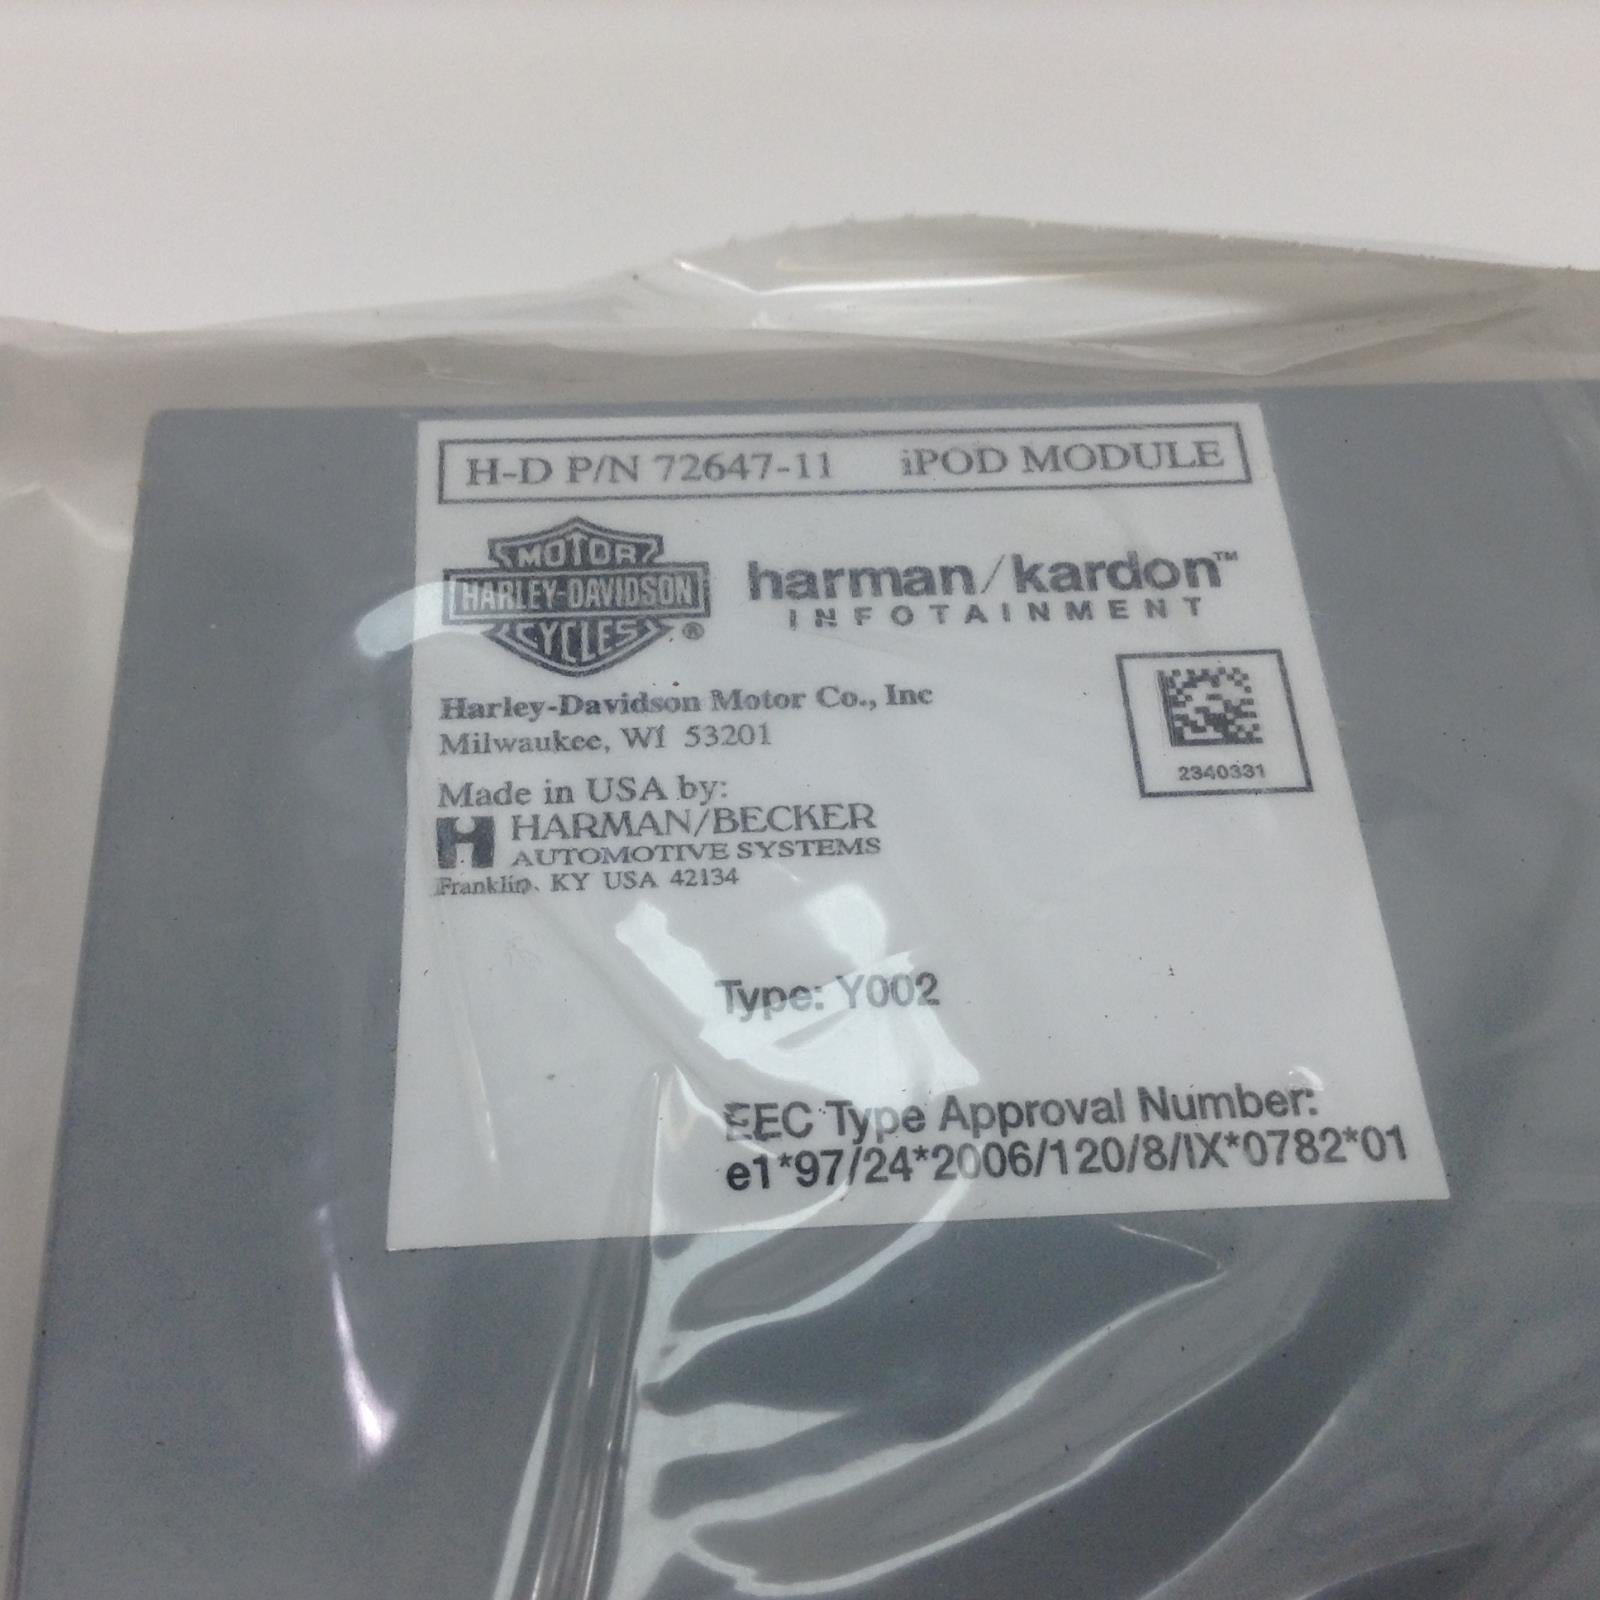 H-D P/N 72647-11 iPOD MODULE
MOTOR
HARLEY-DAVIDSON
CYCLES ®
harman/kardon™
INFOTAINMENT
Harley-Davidson Motor Co., Inc
Milwaukee, WI 53201
2340331
Made in USA by:
H HARMAN/BECKER
AUTOMOTIVE SYSTEMS
Franklin, KY USA 42134
Type: Y002
EEC Type Approval Number:
e1*97/24*2006/120/8/IX*0782*01